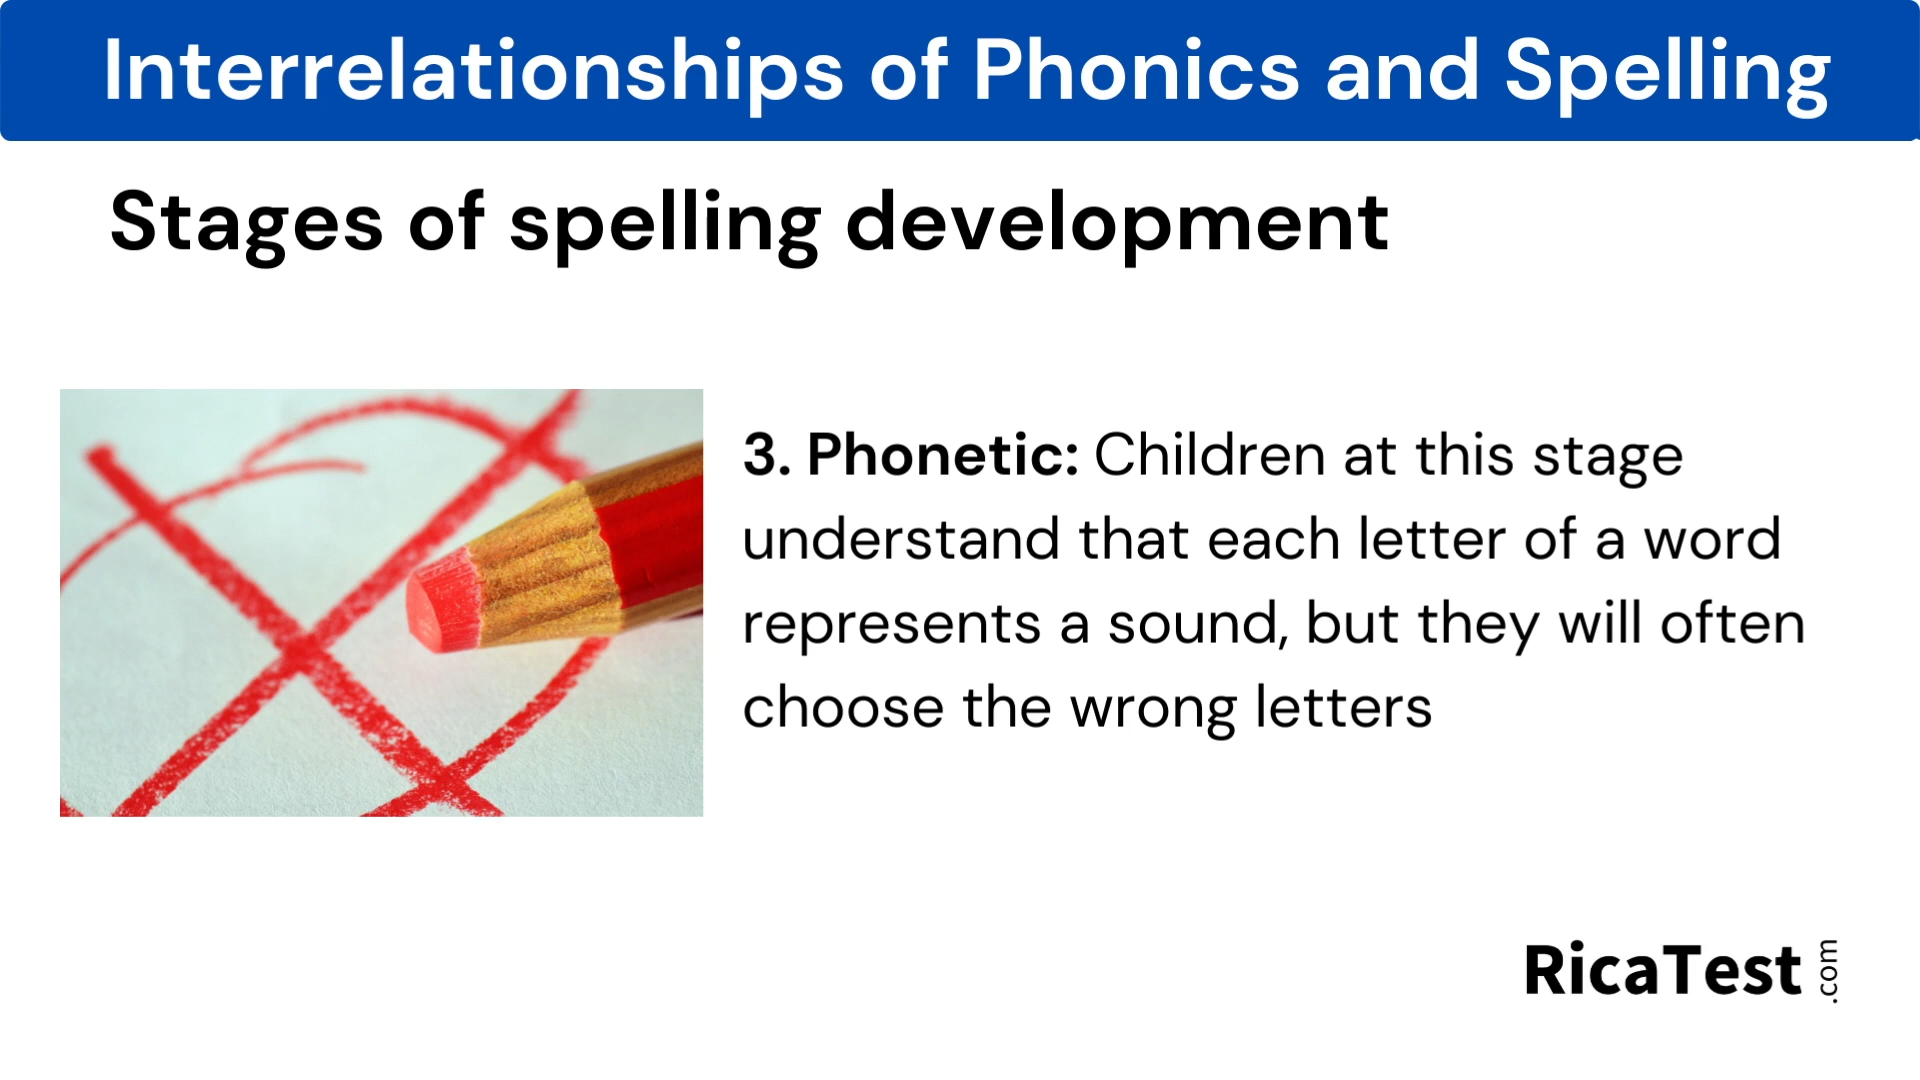 Interrelationships of Phonics and Spelling
Stages of spelling development
3. Phonetic: Children at this stage
understand that each letter of a word
represents a sound, but they will often
choose the wrong letters
RicaTest.com